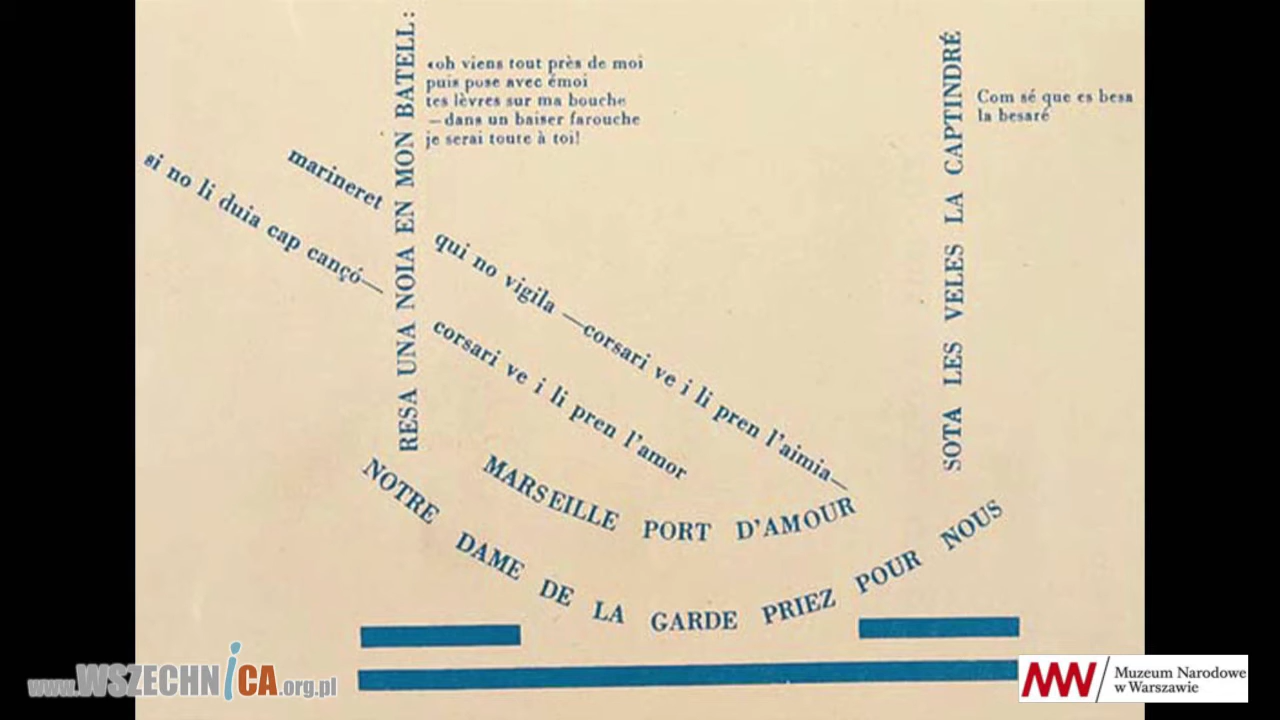 RESA UNA NOIA EN MON BATELL:
«oh viens tout près de moi
puis pose avec émoi
tes lèvres sur ma bouche
—dans un baiser farouche
je serai toute à toi!
SOTA LES VELES LA CAPTINDRÉ
Com sé que es besa
la besaré
marineret
qui no vigila —corsari ve i li pren l'aimia—
si no li duia cap cançó—
corsari ve i li pren l'amor
MARSEILLE PORT D'AMOUR
NOTRE DAME DE LA GARDE PRIEZ POUR NOUS
www.WSZECHNICA.org.pl
MNW
Muzeum Narodowe
w Warszawie